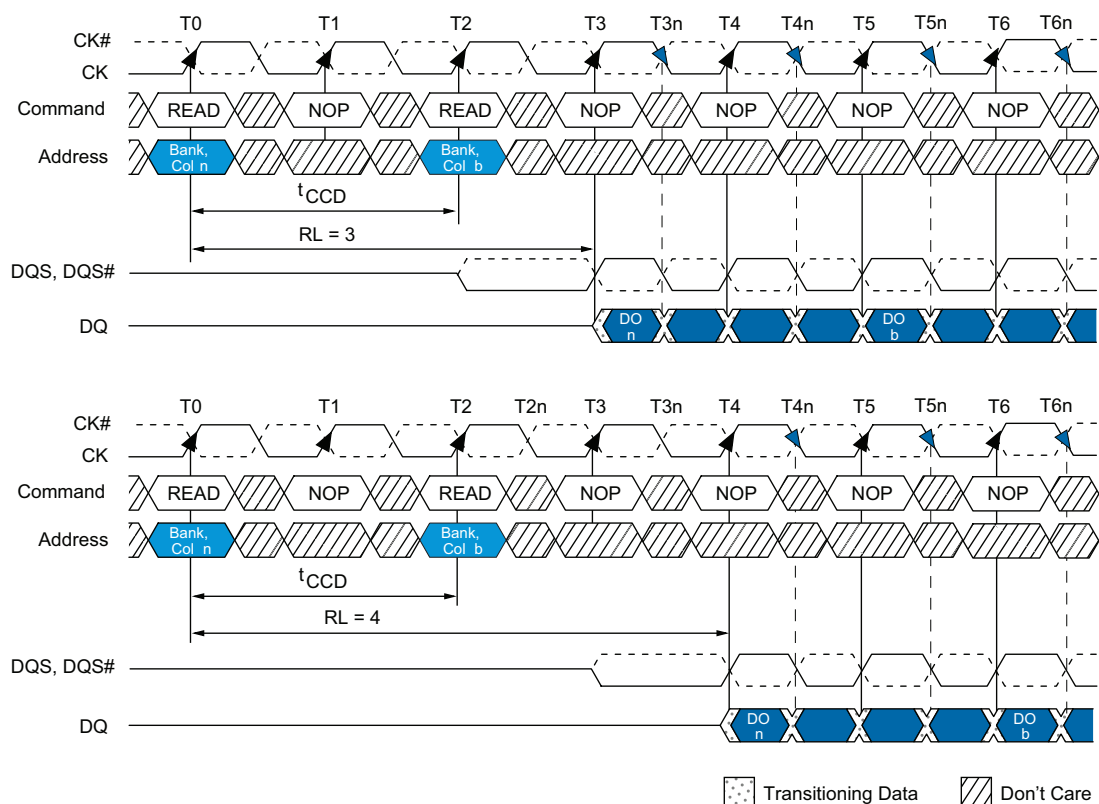 T0 T1 T2 T3 T3n T4 T4n T5 T5n T6 T6n
CK#
CK
Command READ NOP READ NOP NOP NOP NOP
Address Bank, Col n Bank, Col b
tCCD
RL = 3
DQS, DQS#
DQ DO n DO b
T0 T1 T2 T2n T3 T3n T4 T4n T5 T5n T6 T6n
CK#
CK
Command READ NOP READ NOP NOP NOP NOP
Address Bank, Col n Bank, Col b
tCCD
RL = 4
DQS, DQS#
DQ DO n DO b
Transitioning Data Don't Care